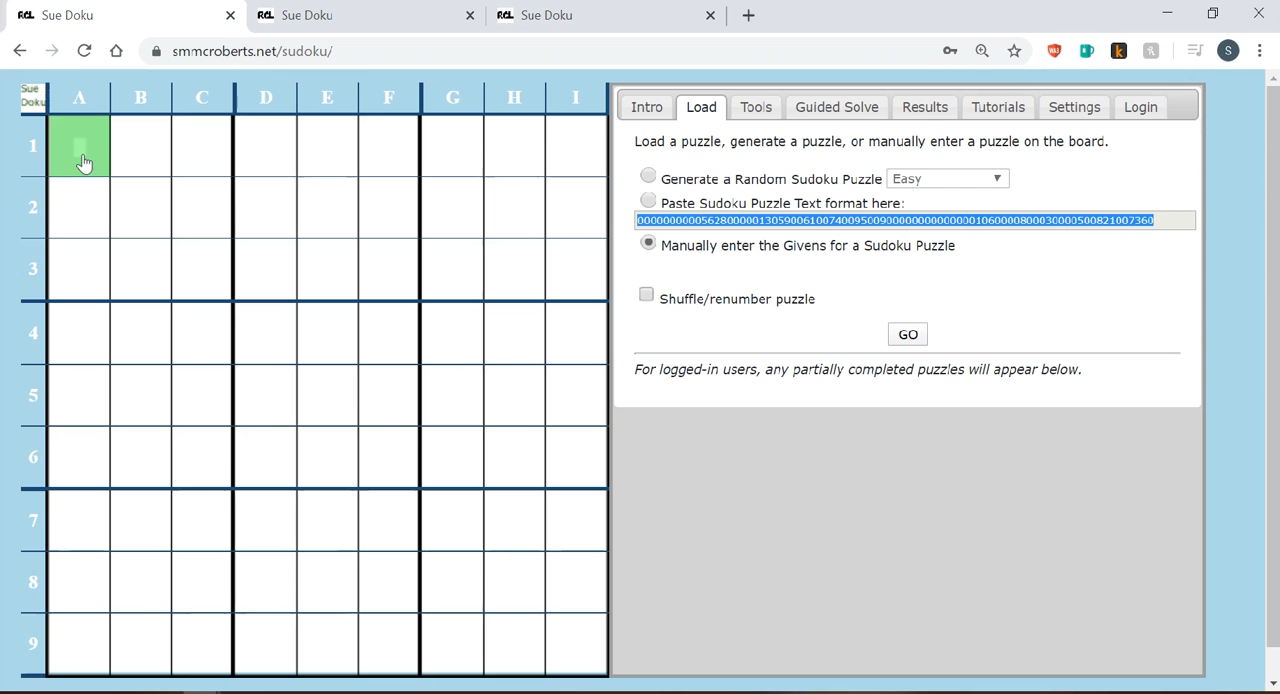 RCL Sue Doku
RCL Sue Doku
RCL Sue Doku
smmcroberts.net/sudoku/
S
Sue
Doku
A B C D E F G H I
1
2
3
4
5
6
7
8
9
Intro Load Tools Guided Solve Results Tutorials Settings Login
Load a puzzle, generate a puzzle, or manually enter a puzzle on the board.
Generate a Random Sudoku Puzzle Easy
Paste Sudoku Puzzle Text format here:
Manually enter the Givens for a Sudoku Puzzle
Shuffle/renumber puzzle
GO
For logged-in users, any partially completed puzzles will appear below.